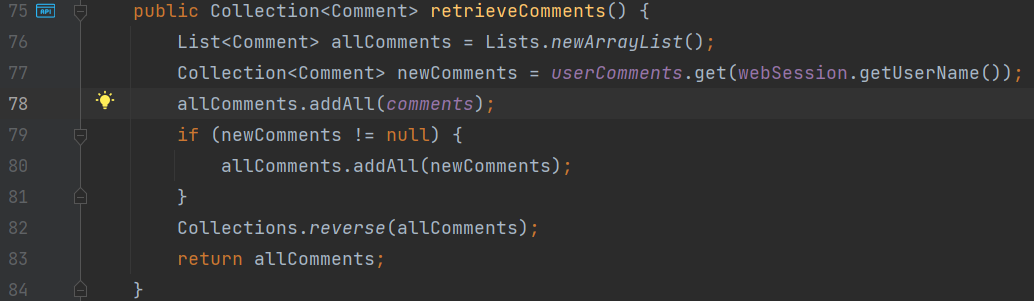 75 API public Collection<Comment> retrieveComments() {
76 List<Comment> allComments = Lists.newArrayList();
77 Collection<Comment> newComments = userComments.get(webSession.getUserName());
78 allComments.addAll(comments);
79 if (newComments != null) {
80 allComments.addAll(newComments);
81 }
82 Collections.reverse(allComments);
83 return allComments;
84 }